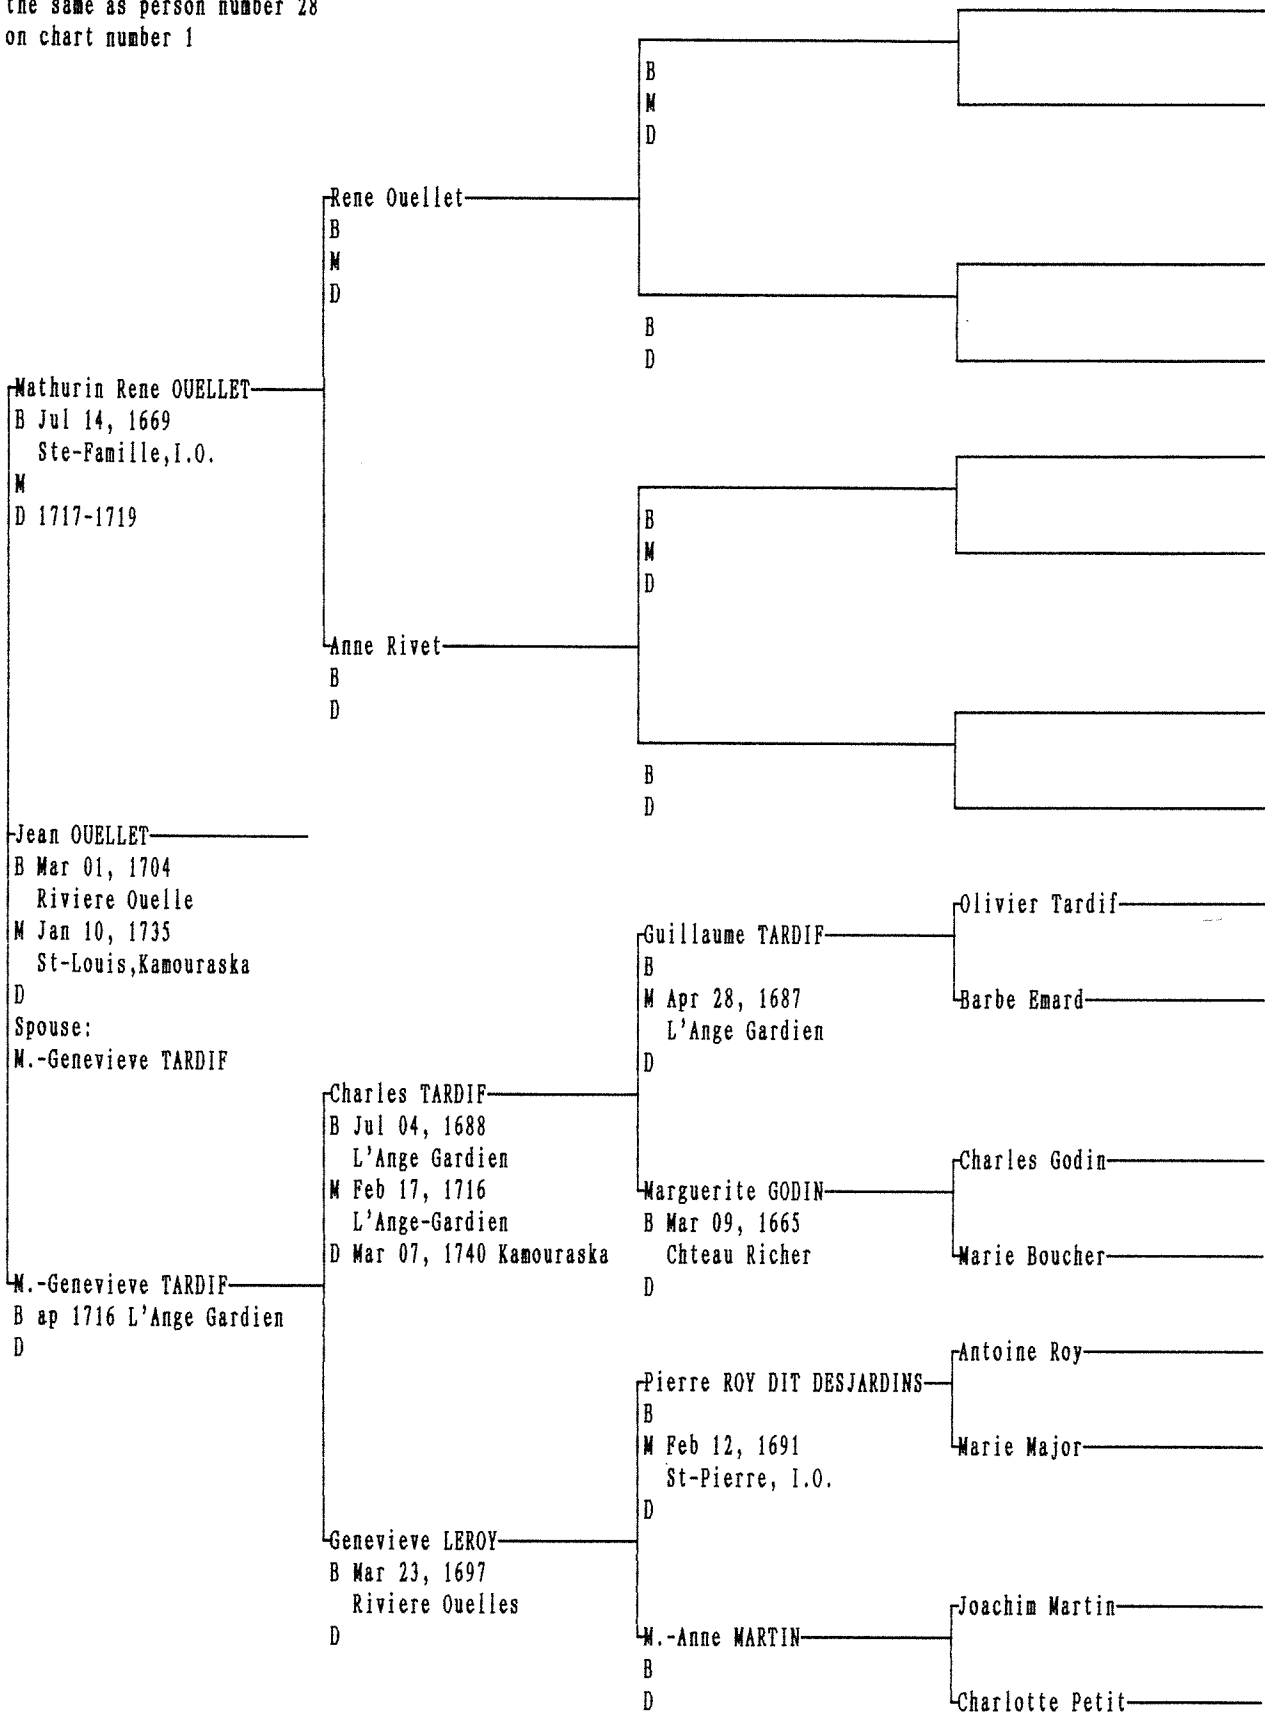 the same as person number 28
on chart number 1
B
M
D
Rene Ouellet
B
M
D
B
D
Mathurin Rene OUELLET
B Jul 14, 1669
Ste-Famille,I.O.
M
D 1717-1719
B
M
D
Anne Rivet
B
D
B
D
Jean OUELLET
B Mar 01, 1704
Riviere Ouelle
M Jan 10, 1735
St-Louis,Kamouraska
D
Spouse:
M.-Genevieve TARDIF
Olivier Tardif
Guillaume TARDIF
B
M Apr 28, 1687
L'Ange Gardien
D
Barbe Emard
Charles TARDIF
B Jul 04, 1688
L'Ange Gardien
M Feb 17, 1716
L'Ange-Gardien
D Mar 07, 1740 Kamouraska
Charles Godin
Marguerite GODIN
B Mar 09, 1665
Chteau Richer
D
Marie Boucher
M.-Genevieve TARDIF
B ap 1716 L'Ange Gardien
D
Antoine Roy
Pierre ROY DIT DESJARDINS
B
M Feb 12, 1691
St-Pierre, I.O.
D
Marie Major
Genevieve LEROY
B Mar 23, 1697
Riviere Ouelles
D
Joachim Martin
M.-Anne MARTIN
B
D
Charlotte Petit